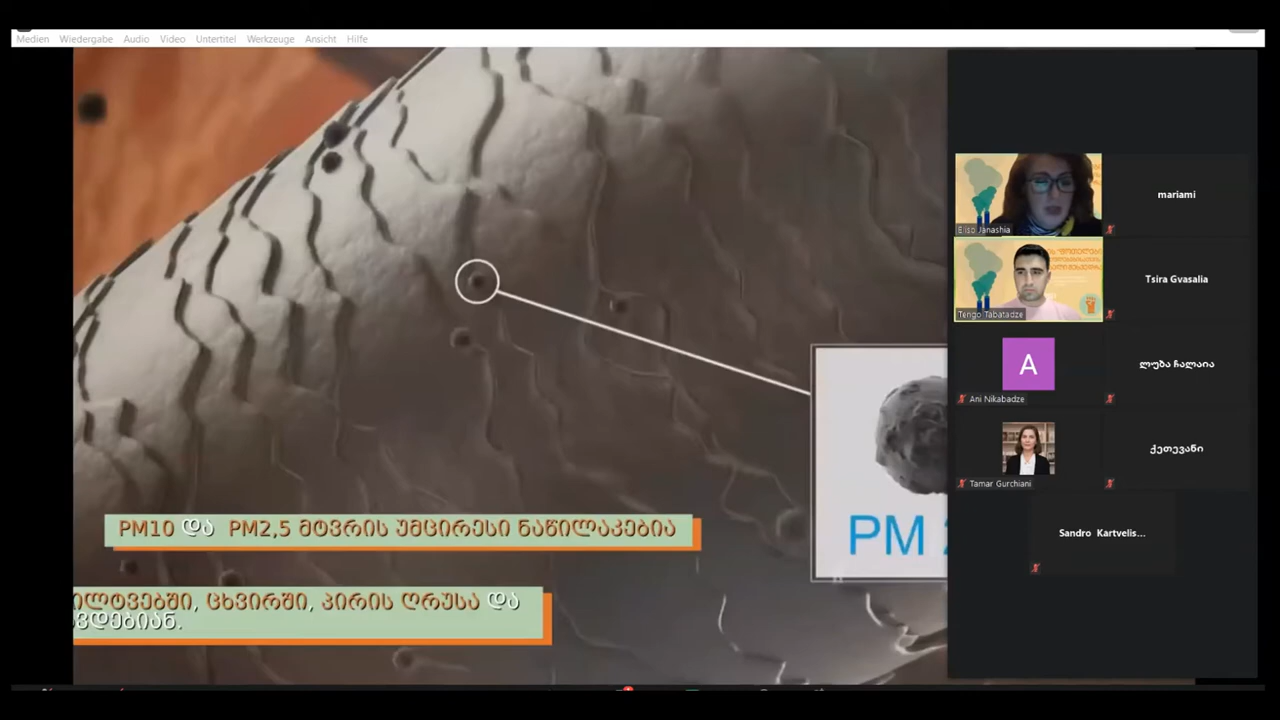 Medien Wiedergabe Audio Video Untertitel Werkzeuge Ansicht Hilfe
PM10 და PM2,5 მტვრის უმცირესი ნაწილაკებია
ილტვებში, ცხვირში, პირის ღრუსა და
ვდებიან.
PM
Eliso Janashia
mariami
Tengo Tabatadze
Tsira Gvasalia
A
Ani Nikabadze
ლუბა ჩალაია
Tamar Gurchiani
ქეთევანი
Sandro Kartvelis...